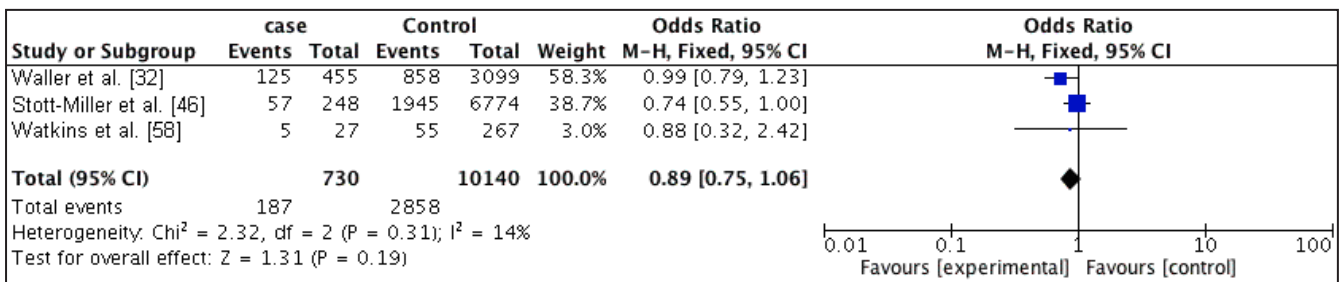 case Control Odds Ratio Odds Ratio
Study or Subgroup Events Total Events Total Weight M-H, Fixed, 95% CI M-H, Fixed, 95% CI
Waller et al. [32] 125 455 858 3099 58.3% 0.99 [0.79, 1.23]
Stott-Miller et al. [46] 57 248 1945 6774 38.7% 0.74 [0.55, 1.00]
Watkins et al. [58] 5 27 55 267 3.0% 0.88 [0.32, 2.42]
Total (95% CI) 730 10140 100.0% 0.89 [0.75, 1.06]
Total events 187 2858
Heterogeneity: Chi² = 2.32, df = 2 (P = 0.31); I² = 14%
Test for overall effect: Z = 1.31 (P = 0.19)
0.01 0.1 1 10 100
Favours [experimental] Favours [control]